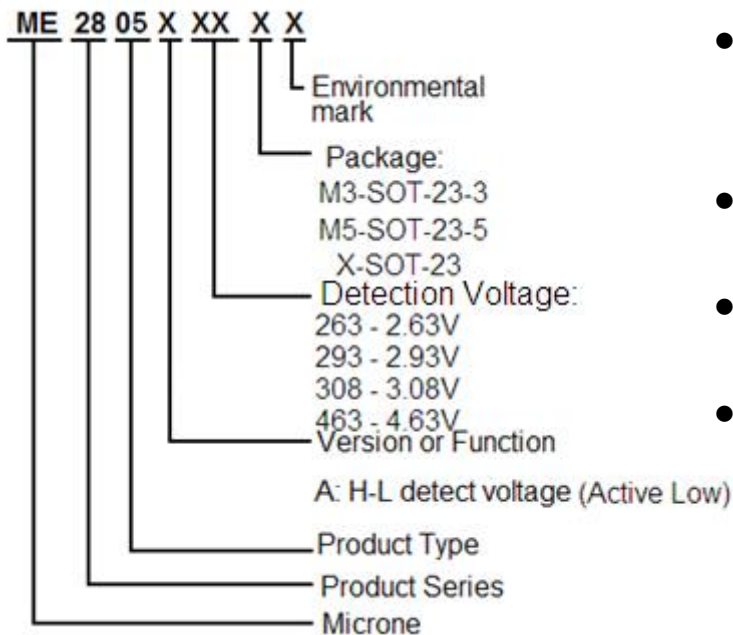 ME 28 05 X XX X X
Environmental
mark
Package:
M3-SOT-23-3
M5-SOT-23-5
X-SOT-23
Detection Voltage:
263 - 2.63V
293 - 2.93V
308 - 3.08V
463 - 4.63V
Version or Function
A: H-L detect voltage (Active Low)
Product Type
Product Series
Microne